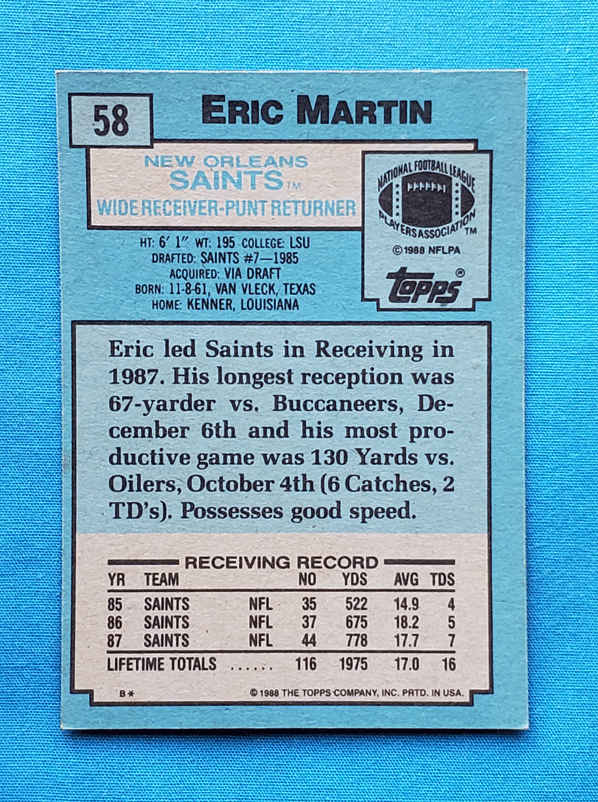 58
ERIC MARTIN
NEW ORLEANS
SAINTS TM
WIDE RECEIVER-PUNT RETURNER
NATIONAL FOOTBALL LEAGUE
PLAYERS ASSOCIATION TM
© 1988 NFLPA
topps®
HT: 6' 1" WT: 195 COLLEGE: LSU
DRAFTED: SAINTS #7—1985
ACQUIRED: VIA DRAFT
BORN: 11-8-61, VAN VLECK, TEXAS
HOME: KENNER, LOUISIANA
Eric led Saints in Receiving in
1987. His longest reception was
67-yarder vs. Buccaneers, De-
cember 6th and his most pro-
ductive game was 130 Yards vs.
Oilers, October 4th (6 Catches, 2
TD's). Possesses good speed.
RECEIVING RECORD
YR TEAM NO YDS AVG TDS
85 SAINTS NFL 35 522 14.9 4
86 SAINTS NFL 37 675 18.2 5
87 SAINTS NFL 44 778 17.7 7
LIFETIME TOTALS ...... 116 1975 17.0 16
B* © 1988 THE TOPPS COMPANY, INC. PRTD. IN USA.